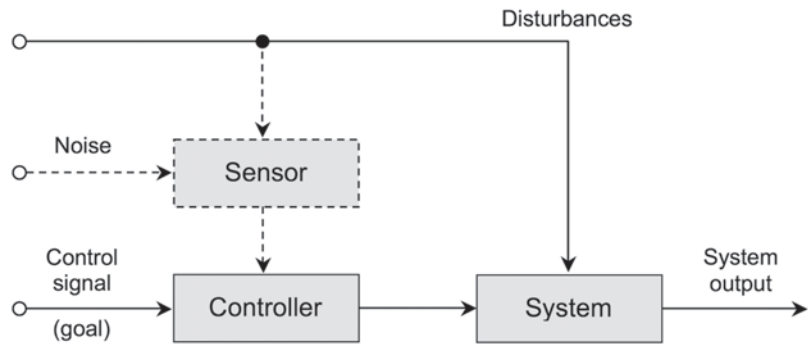 Disturbances
Noise
Sensor
Control
signal
(goal)
Controller
System
System
output